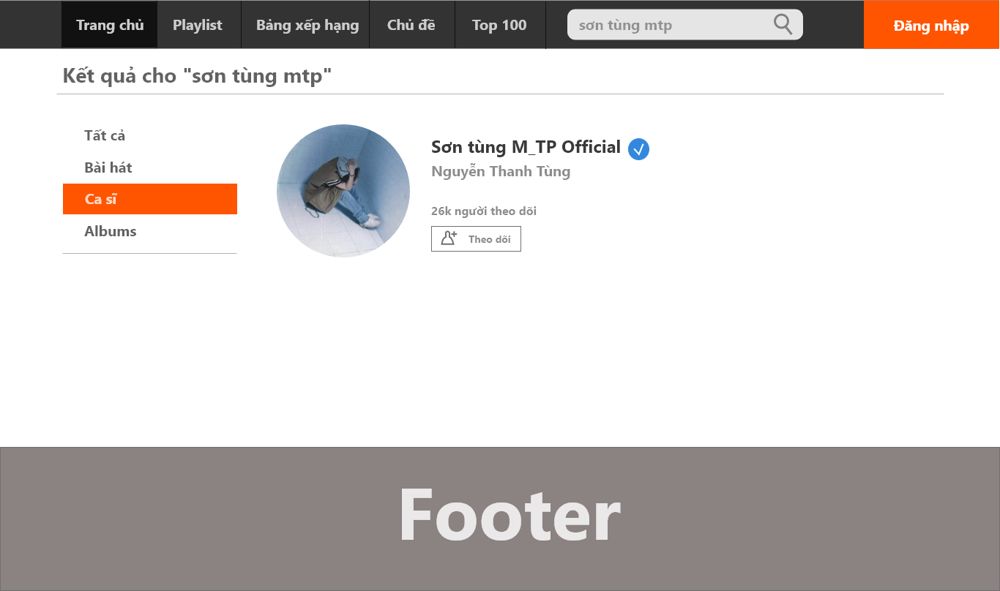 Trang chủ Playlist Bảng xếp hạng Chủ đề Top 100 sơn tùng mtp Đăng nhập
Kết quả cho "sơn tùng mtp"
Tất cả
Bài hát
Ca sĩ
Albums
Sơn tùng M_TP Official
Nguyễn Thanh Tùng
26k người theo dõi
Theo dõi
Footer